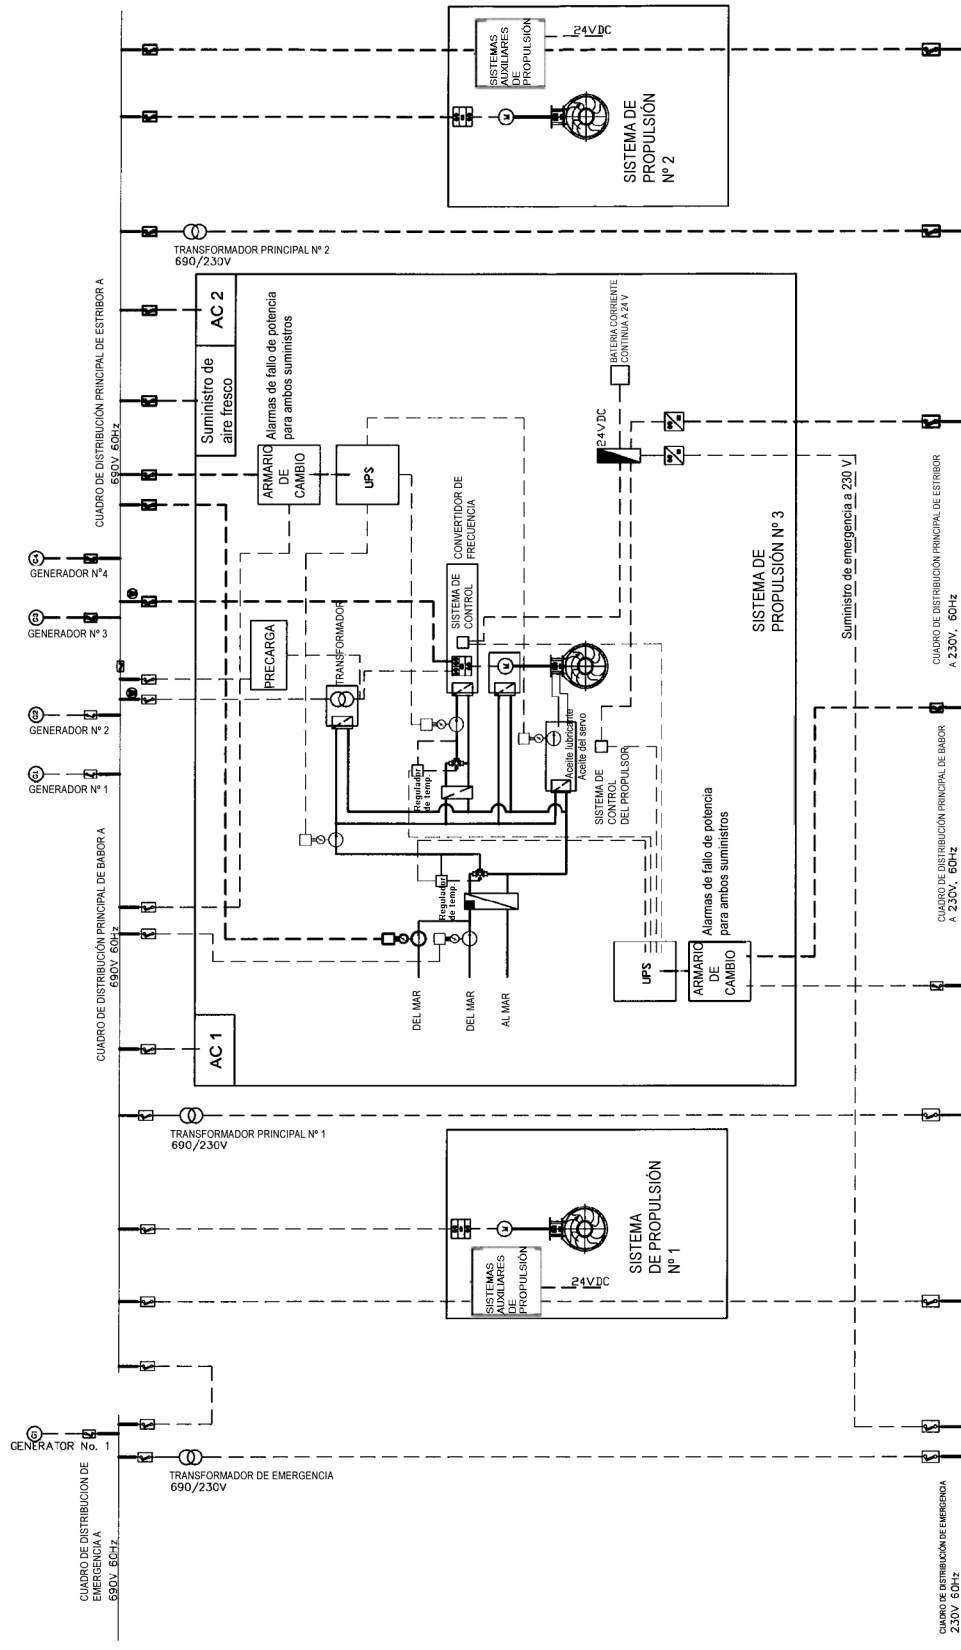 24VDC
SISTEMAS
AUXILIARES
DE
PROPULSIÓN
M
SISTEMA DE
PROPULSIÓN
Nº 2
TRANSFORMADOR PRINCIPAL Nº 2
690/230V
CUADRO DE DISTRIBUCIÓN PRINCIPAL DE ESTRIBOR A
690V 60Hz
AC 2
Suministro de
aire fresco
Alarmas de fallo de potencia
para ambos suministros
ARMARIO
DE
CAMBIO
UPS
BATERIA CORRIENTE
CONTINUA A 24 V
24VDC
G4
GENERADOR Nº4
G3
GENERADOR Nº 3
G2
GENERADOR Nº 2
G1
GENERADOR Nº 1
PRECARGA
TRANSFORMADOR
CONVERTIDOR DE
FRECUENCIA
SISTEMA DE
CONTROL
M
SISTEMA DE
PROPULSIÓN Nº 3
Suministro de emergencia a 230 V
CUADRO DE DISTRIBUCIÓN PRINCIPAL DE ESTRIBOR
A 230V, 60Hz
Regulador
de temp.
Aceite lubricante
Aceite del servo
SISTEMA DE
CONTROL
DEL PROPULSOR
Regulador
de temp.
CUADRO DE DISTRIBUCIÓN PRINCIPAL DE BABOR A
690V 60Hz
CUADRO DE DISTRIBUCIÓN PRINCIPAL DE BABOR
A 230V, 60Hz
Alarmas de fallo de potencia
para ambos suministros
UPS
ARMARIO
DE
CAMBIO
DEL MAR
DEL MAR
AL MAR
AC 1
TRANSFORMADOR PRINCIPAL Nº 1
690/230V
M
SISTEMA
DE PROPULSIÓN
Nº 1
SISTEMAS
AUXILIARES
DE
PROPULSIÓN
24VDC
G
GENERATOR No. 1
TRANSFORMADOR DE EMERGENCIA
690/230V
CUADRO DE DISTRIBUCION DE
EMERGENCIA A
690V 60Hz
CUADRO DE DISTRIBUCIÓN DE EMERGENCIA
230V 60Hz